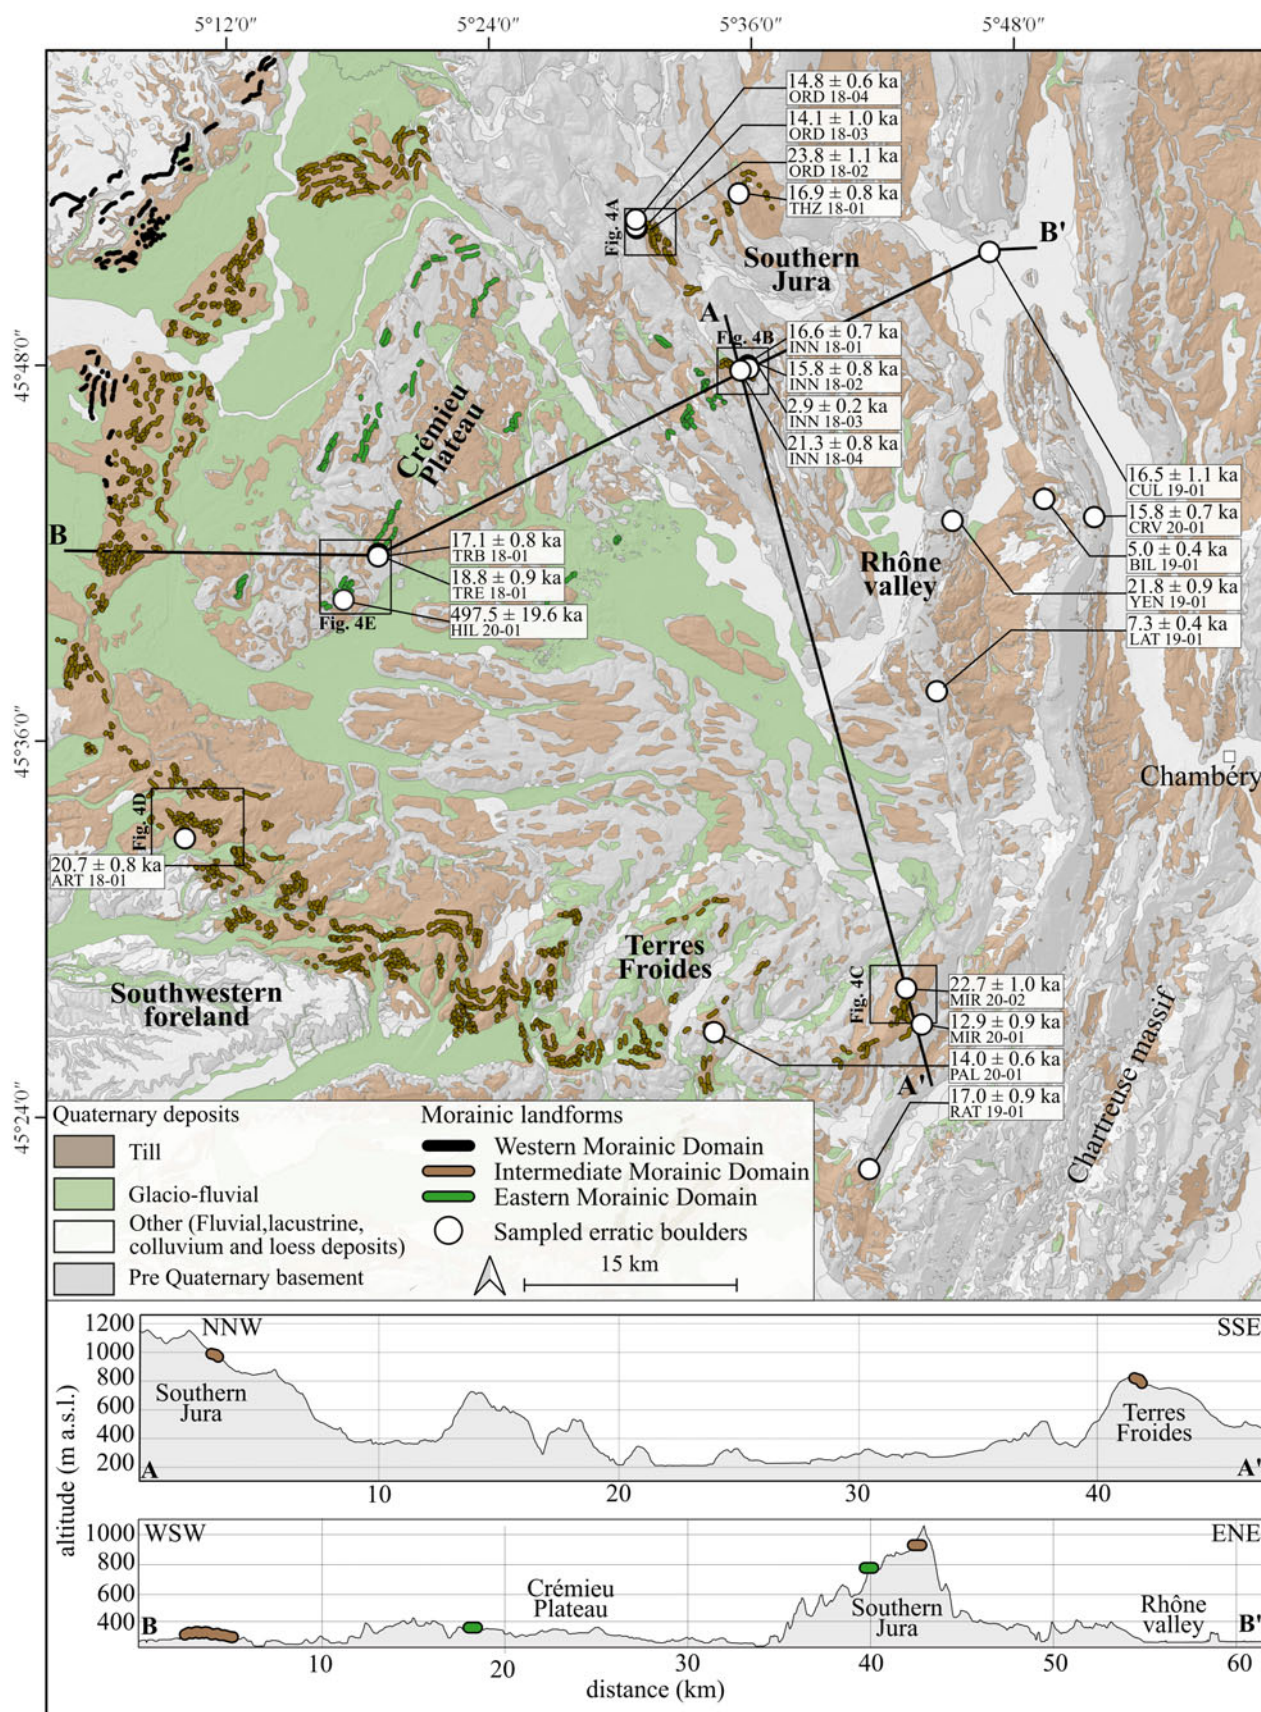 5°12'0"
5°24'0"
5°36'0"
5°48'0"
14.8 ± 0.6 ka
ORD 18-04
14.1 ± 1.0 ka
ORD 18-03
23.8 ± 1.1 ka
ORD 18-02
16.9 ± 0.8 ka
THZ 18-01
Fig. 4A
Southern
Jura
B'
A
Fig. 4B
16.6 ± 0.7 ka
INN 18-01
15.8 ± 0.8 ka
INN 18-02
2.9 ± 0.2 ka
INN 18-03
21.3 ± 0.8 ka
INN 18-04
45°48'0"
Crémieu
Plateau
16.5 ± 1.1 ka
CUL 19-01
15.8 ± 0.7 ka
CRV 20-01
5.0 ± 0.4 ka
BIL 19-01
21.8 ± 0.9 ka
YEN 19-01
7.3 ± 0.4 ka
LAT 19-01
B
17.1 ± 0.8 ka
TRB 18-01
18.8 ± 0.9 ka
TRE 18-01
497.5 ± 19.6 ka
HIL 20-01
Fig. 4E
Rhône
valley
45°36'0"
Chambéry
Fig. 4D
20.7 ± 0.8 ka
ART 18-01
Terres
Froides
Southwestern
foreland
Fig. 4C
22.7 ± 1.0 ka
MIR 20-02
12.9 ± 0.9 ka
MIR 20-01
14.0 ± 0.6 ka
PAL 20-01
17.0 ± 0.9 ka
RAT 19-01
A'
Chartreuse massif
45°24'0"
Quaternary deposits
Till
Glacio-fluvial
Other (Fluvial,lacustrine,
colluvium and loess deposits)
Pre Quaternary basement
Morainic landforms
Western Morainic Domain
Intermediate Morainic Domain
Eastern Morainic Domain
Sampled erratic boulders
15 km
altitude (m a.s.l.)
1200
1000
800
600
400
200
NNW
SSE
Southern
Jura
Terres
Froides
A
A'
10
20
30
40
1000
800
600
400
WSW
ENE
Crémieu
Plateau
Southern
Jura
Rhône
valley
B
B'
10
20
30
40
50
60
distance (km)